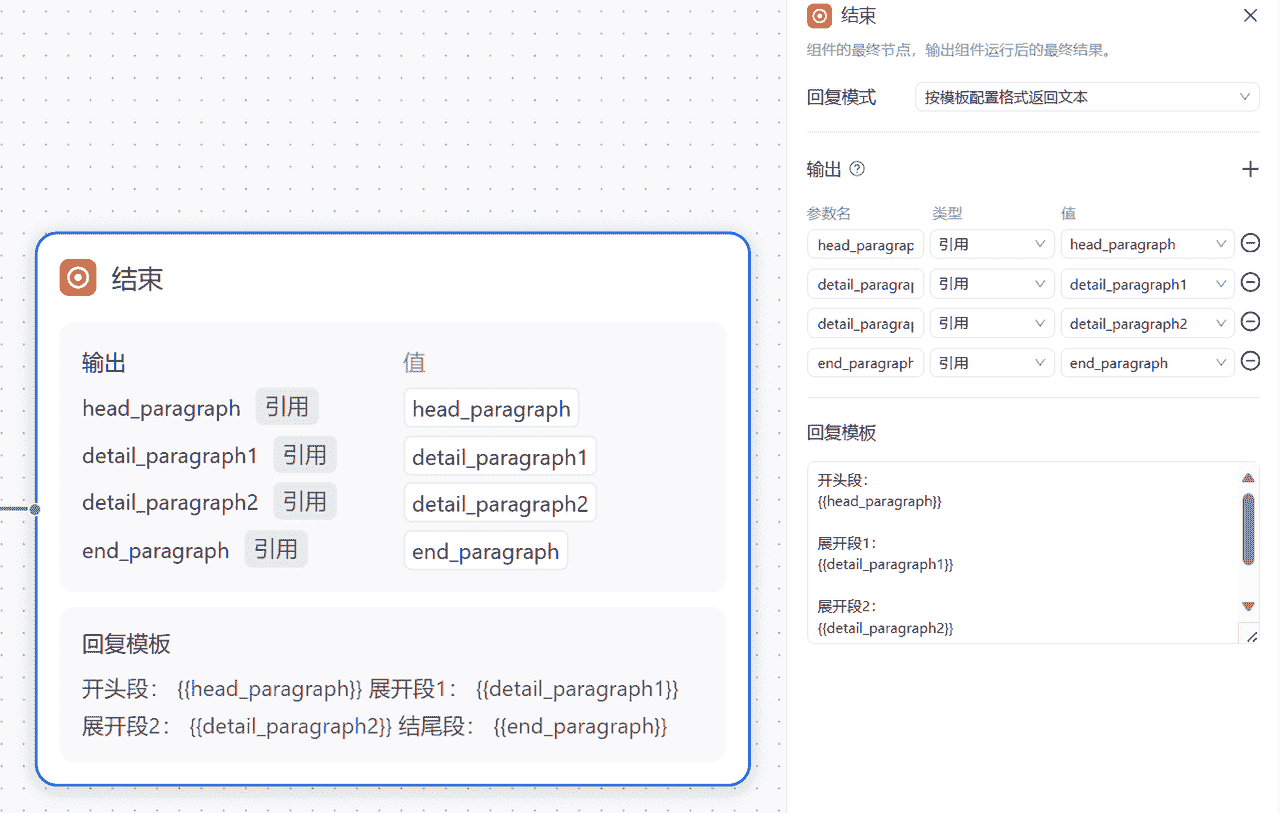 结束
输出 值
head_paragraph 引用 head_paragraph
detail_paragraph1 引用 detail_paragraph1
detail_paragraph2 引用 detail_paragraph2
end_paragraph 引用 end_paragraph
回复模板
开头段： {{head_paragraph}} 展开段1： {{detail_paragraph1}}
展开段2： {{detail_paragraph2}} 结尾段： {{end_paragraph}}
结束
组件的最终节点，输出组件运行后的最终结果。
回复模式 按模板配置格式返回文本
输出
参数名 类型 值
head_paragrap 引用 head_paragraph
detail_paragra 引用 detail_paragraph1
detail_paragra 引用 detail_paragraph2
end_paragraph 引用 end_paragraph
回复模板
开头段：
{{head_paragraph}}
展开段1：
{{detail_paragraph1}}
展开段2：
{{detail_paragraph2}}